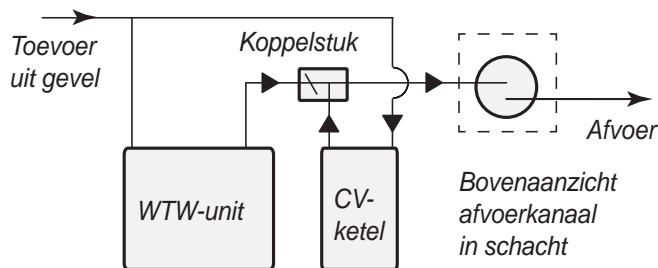 Toevoer
uit gevel
Koppelstuk
Afvoer
WTW-unit
CV-
ketel
Bovenaanzicht
afvoerkanaal
in schacht